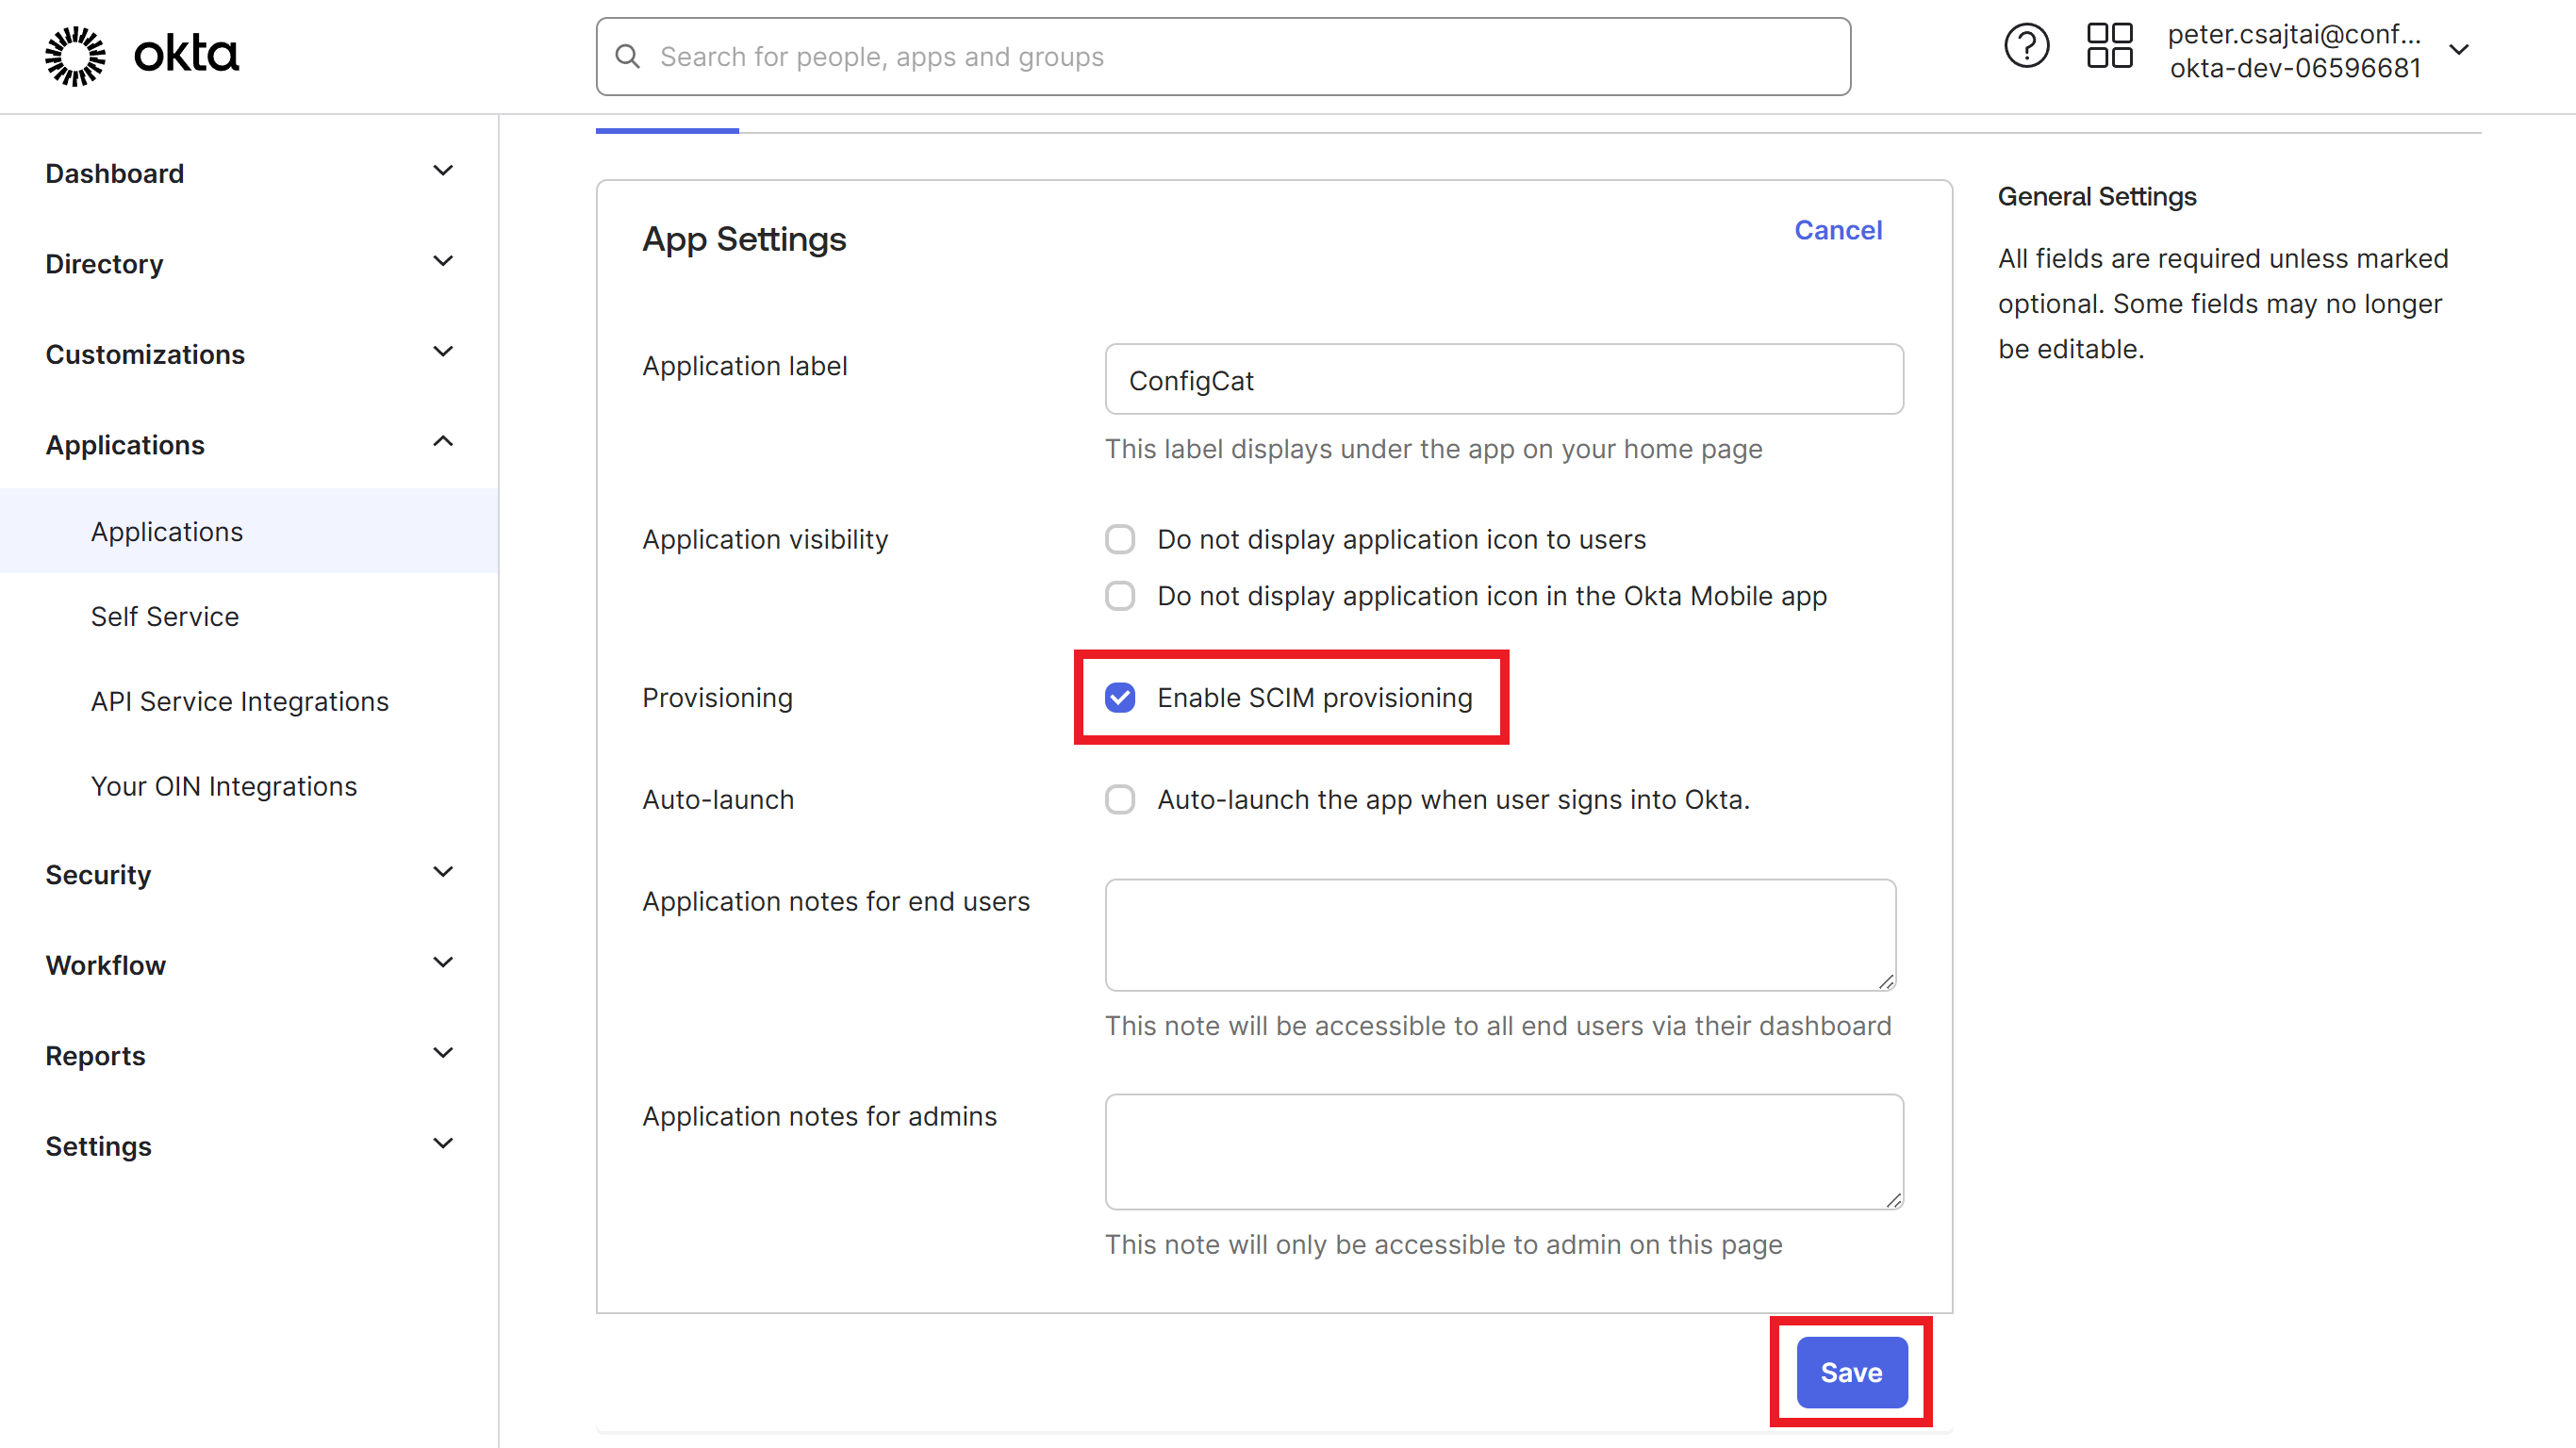 okta
Search for people, apps and groups
peter.csajtai@conf...
okta-dev-06596681
Dashboard
Directory
Customizations
Applications
Applications
Self Service
API Service Integrations
Your OIN Integrations
Security
Workflow
Reports
Settings
App Settings
Cancel
Application label
ConfigCat
This label displays under the app on your home page
Application visibility
Do not display application icon to users
Do not display application icon in the Okta Mobile app
Provisioning
Enable SCIM provisioning
Auto-launch
Auto-launch the app when user signs into Okta.
Application notes for end users
This note will be accessible to all end users via their dashboard
Application notes for admins
This note will only be accessible to admin on this page
Save
General Settings
All fields are required unless marked
optional. Some fields may no longer
be editable.